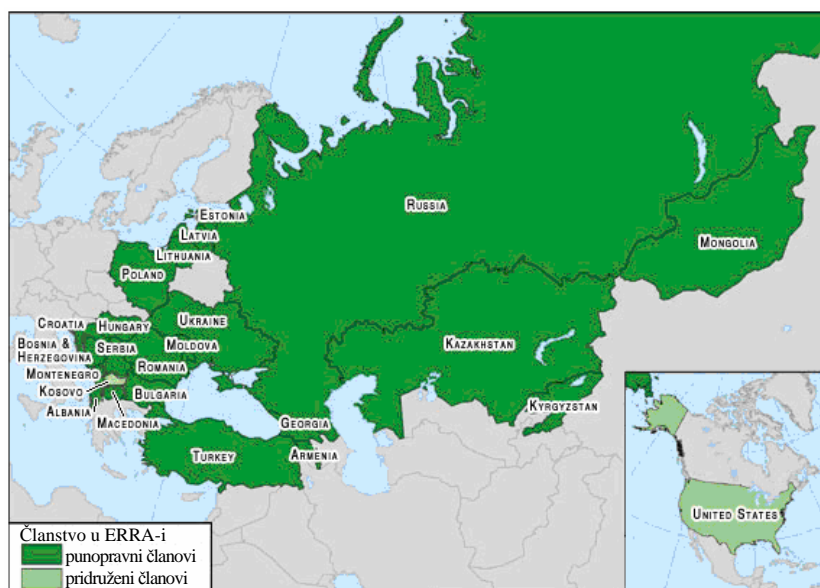 RUSSIA
ESTONIA
LATVIA
LITHUANIA
POLAND
MONGOLIA
CROATIA
HUNGARY
UKRAINE
BOSNIA &
HERZEGOVINA
SERBIA
MOLDOVA
KAZAKHSTAN
ROMANIA
MONTENEGRO
KOSOVO
BULGARIA
ALBANIA
MACEDONIA
GEORGIA
KYRGYZSTAN
TURKEY
ARMENIA
UNITED STATES
Članstvo u ERRA-i
punopravni članovi
pridruženi članovi